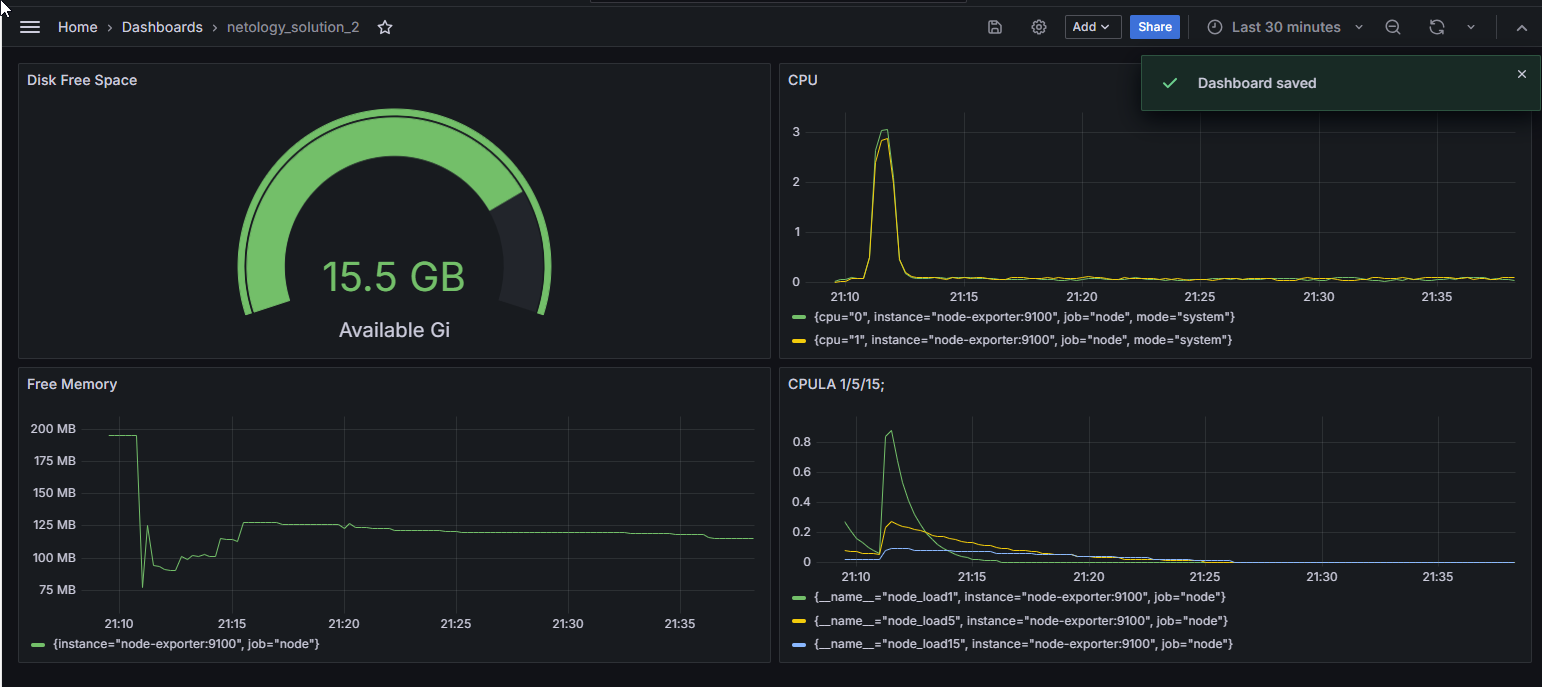 Home › Dashboards › netology_solution_2
Add
Share
Last 30 minutes
Dashboard saved
Disk Free Space
15.5 GB
Available Gi
CPU
3
2
1
0
21:10 21:15 21:20 21:25 21:30 21:35
{cpu="0", instance="node-exporter:9100", job="node", mode="system"}
{cpu="1", instance="node-exporter:9100", job="node", mode="system"}
Free Memory
200 MB
175 MB
150 MB
125 MB
100 MB
75 MB
21:10 21:15 21:20 21:25 21:30 21:35
{instance="node-exporter:9100", job="node"}
CPULA 1/5/15;
0.8
0.6
0.4
0.2
0
21:10 21:15 21:20 21:25 21:30 21:35
{__name__="node_load1", instance="node-exporter:9100", job="node"}
{__name__="node_load5", instance="node-exporter:9100", job="node"}
{__name__="node_load15", instance="node-exporter:9100", job="node"}